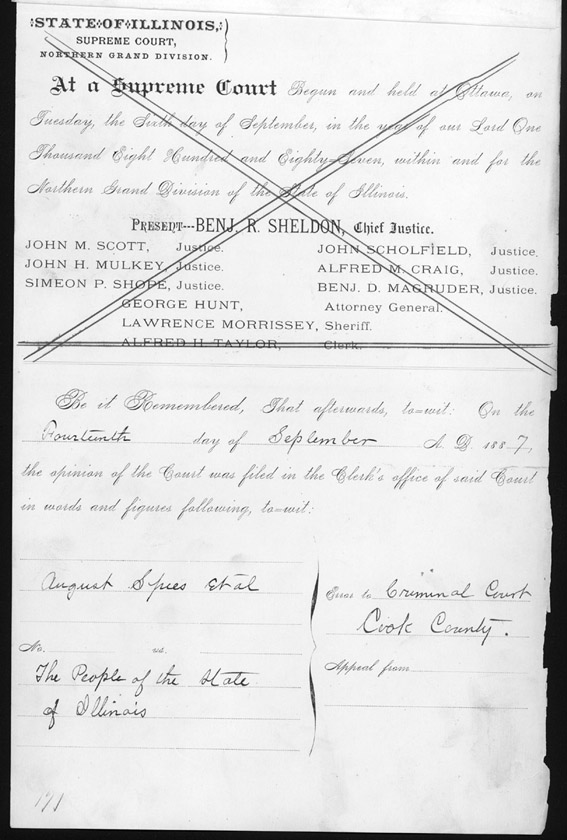 STATE OF ILLINOIS,
SUPREME COURT,
NORTHERN GRAND DIVISION.
At a Supreme Court Begun and held at Ottawa, on
Tuesday, the Sixth day of September, in the year of our Lord One
Thousand Eight Hundred and Eighty-Seven, within and for the
Northern Grand Division of the State of Illinois.
PRESENT---BENJ. R. SHELDON, Chief Justice.
JOHN M. SCOTT, Justice. JOHN SCHOLFIELD, Justice.
JOHN H. MULKEY, Justice. ALFRED M. CRAIG, Justice.
SIMEON P. SHOPE, Justice. BENJ. D. MAGRUDER, Justice.
GEORGE HUNT, Attorney General.
LAWRENCE MORRISSEY, Sheriff.
ALFRED H. TAYLOR, Clerk.
Be it Remembered, That afterwards, to=wit: On the
Fourteenth day of September A. D. 1887,
the opinion of the Court was filed in the Clerk's office of said Court
in words and figures following, to=wit:
August Spies et al
No. vs.
The People of the State
of Illinois
Error to Criminal Court
Cook County.
Appeal from
171